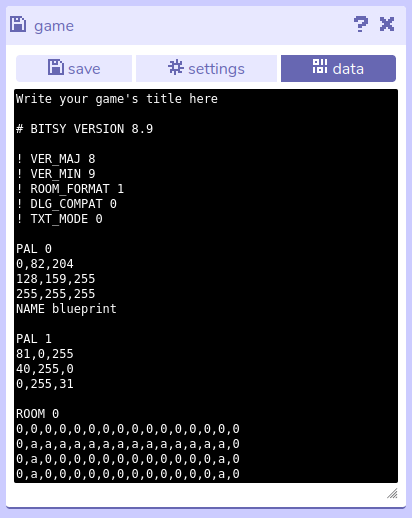 game
?
save
settings
data
Write your game's title here
# BITSY VERSION 8.9
! VER_MAJ 8
! VER_MIN 9
! ROOM_FORMAT 1
! DLG_COMPAT 0
! TXT_MODE 0
PAL 0
0,82,204
128,159,255
255,255,255
NAME blueprint
PAL 1
81,0,255
40,255,0
0,255,31
ROOM 0
0,0,0,0,0,0,0,0,0,0,0,0,0,0,0,0
0,a,a,a,a,a,a,a,a,a,a,a,a,a,a,0
0,a,0,0,0,0,0,0,0,0,0,0,0,0,a,0
0,a,0,0,0,0,0,0,0,0,0,0,0,0,a,0